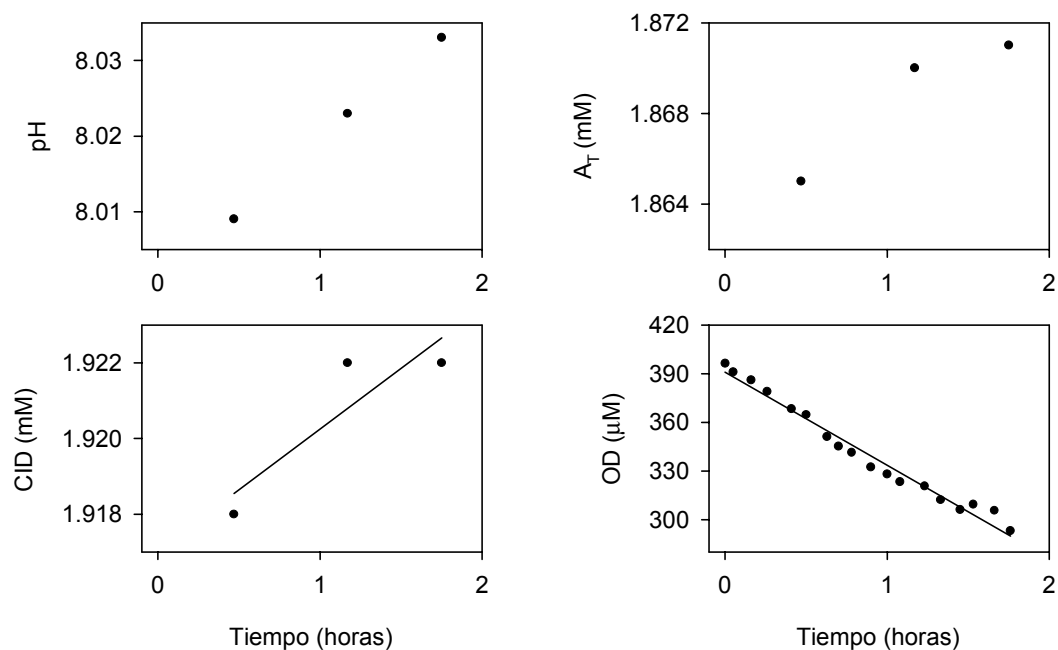 pH
8.03
8.02
8.01
0 1 2
A_T (mM)
1.872
1.868
1.864
0 1 2
CID (mM)
1.922
1.920
1.918
0 1 2
Tiempo (horas)
OD (μM)
420
390
360
330
300
0 1 2
Tiempo (horas)